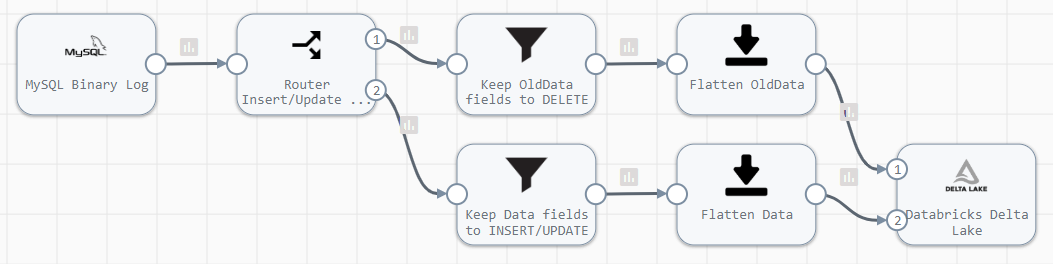 MySQL
MySQL Binary Log
Router
Insert/Update ...
1
2
Keep OldData
fields to DELETE
Flatten OldData
Keep Data fields
to INSERT/UPDATE
Flatten Data
DELTA LAKE
1
2
Databricks Delta
Lake